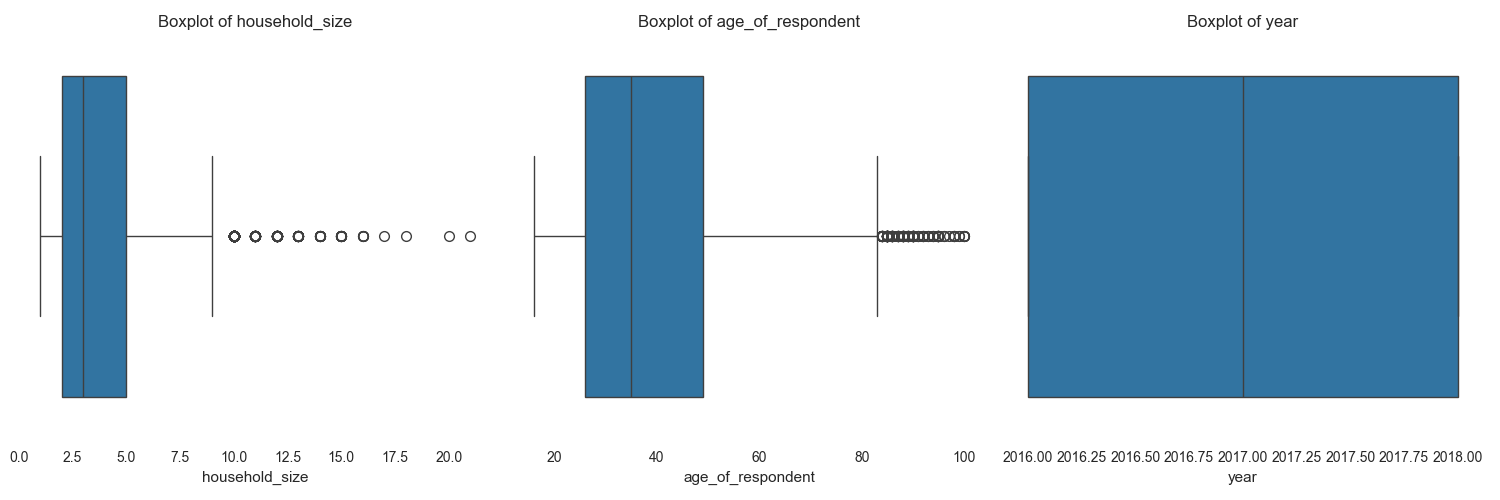 Boxplot of household_size
0.0 2.5 5.0 7.5 10.0 12.5 15.0 17.5 20.0
household_size
Boxplot of age_of_respondent
20 40 60 80 100
age_of_respondent
Boxplot of year
2016.00 2016.25 2016.50 2016.75 2017.00 2017.25 2017.50 2017.75 2018.00
year